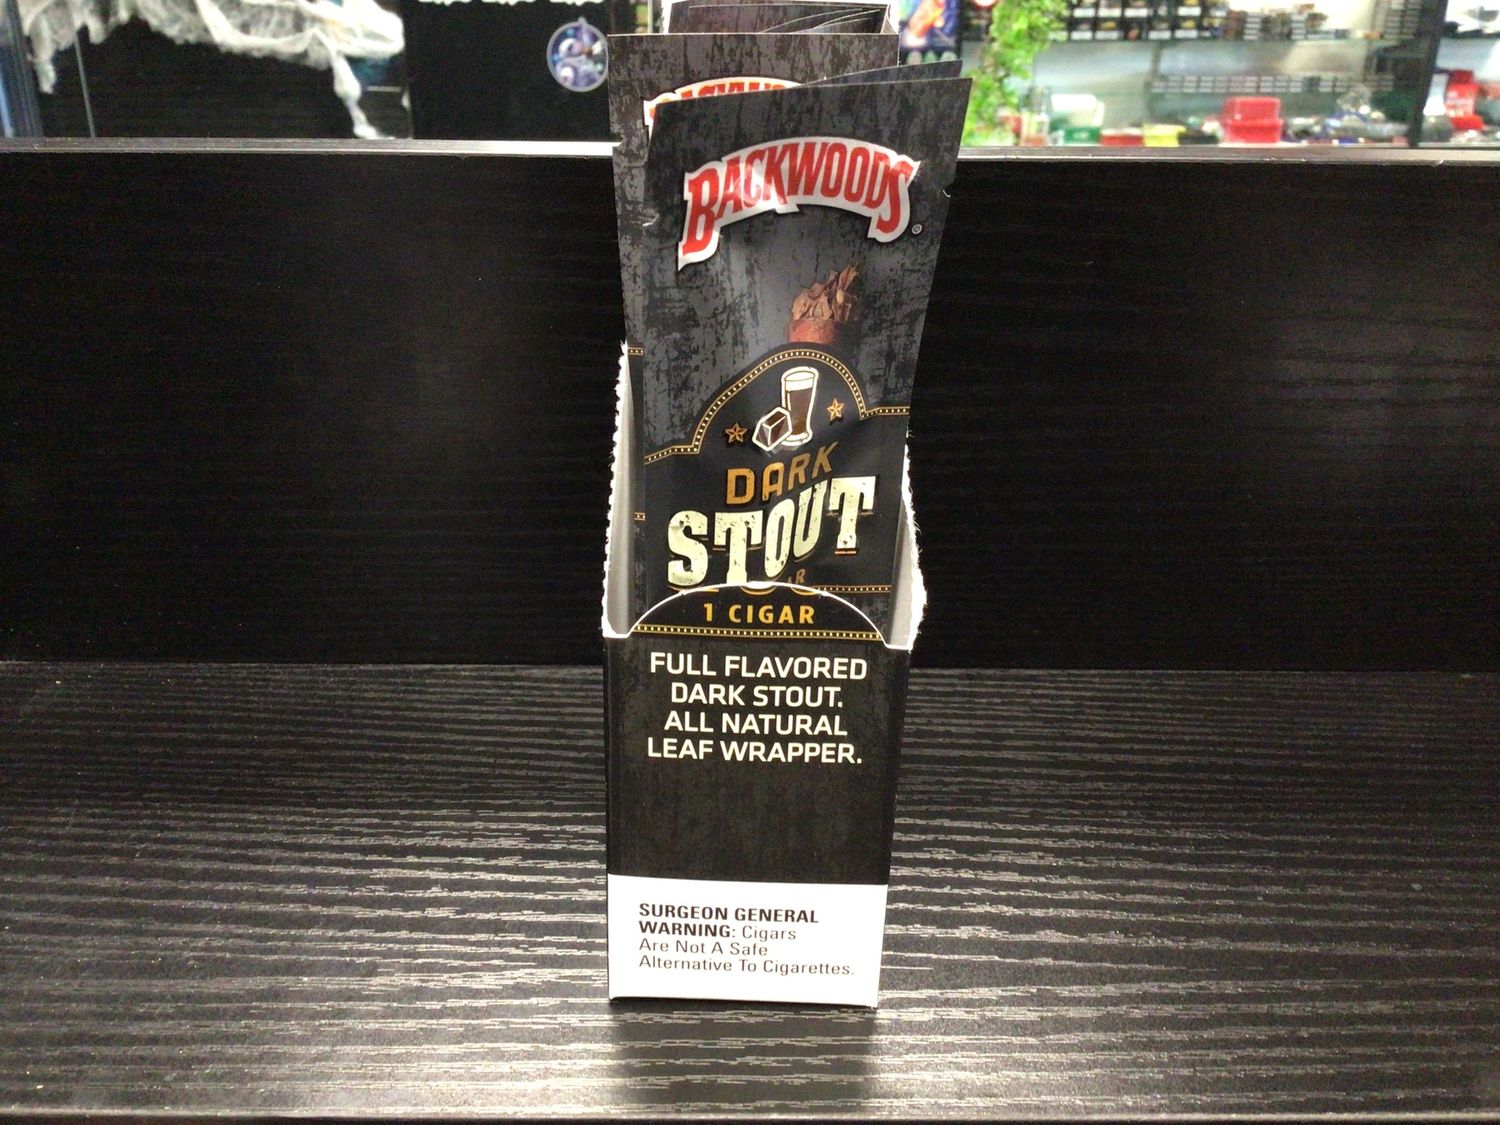 BACKWOODS®
DARK
STOUT
1 CIGAR
FULL FLAVORED
DARK STOUT.
ALL NATURAL
LEAF WRAPPER.
SURGEON GENERAL
WARNING: Cigars
Are Not A Safe
Alternative To Cigarettes.